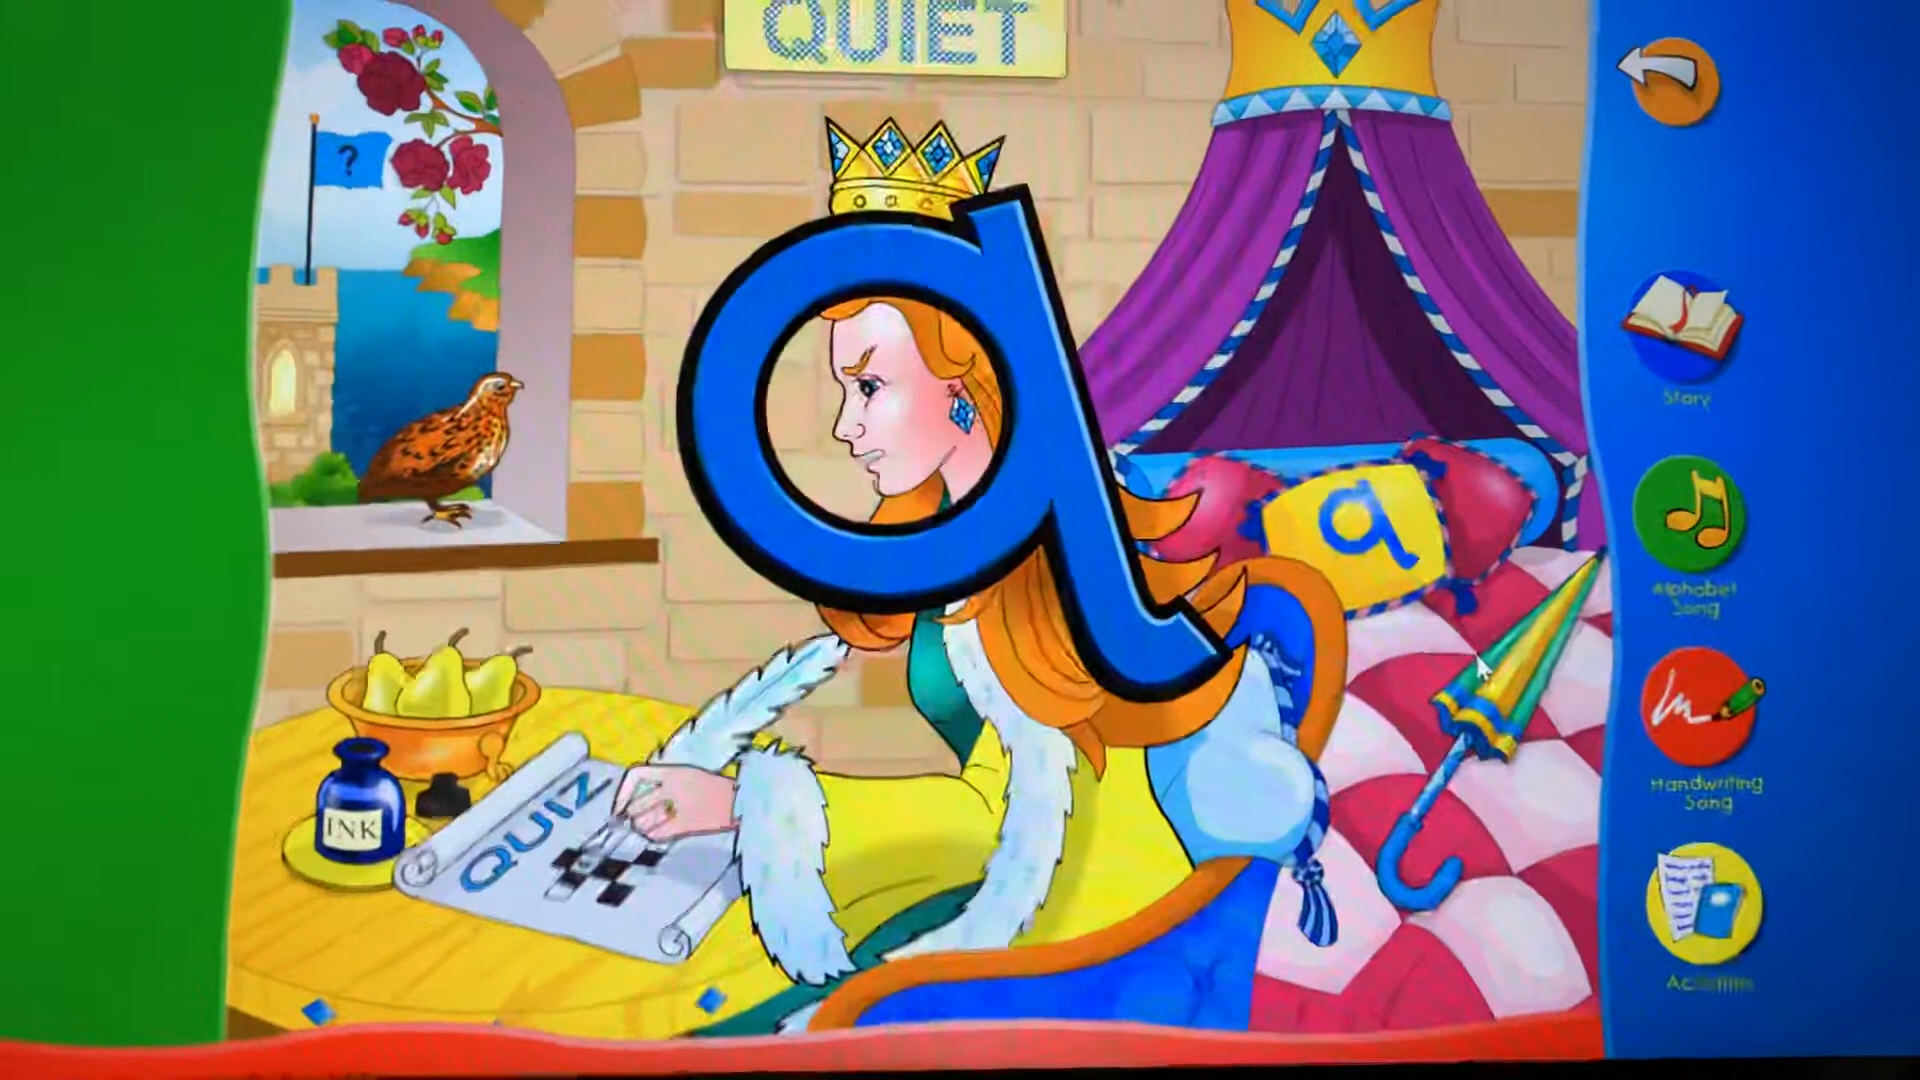 QUIET
?
q
q
Story
Alphabet
Song
QUIZ
INK
Handwriting
Song